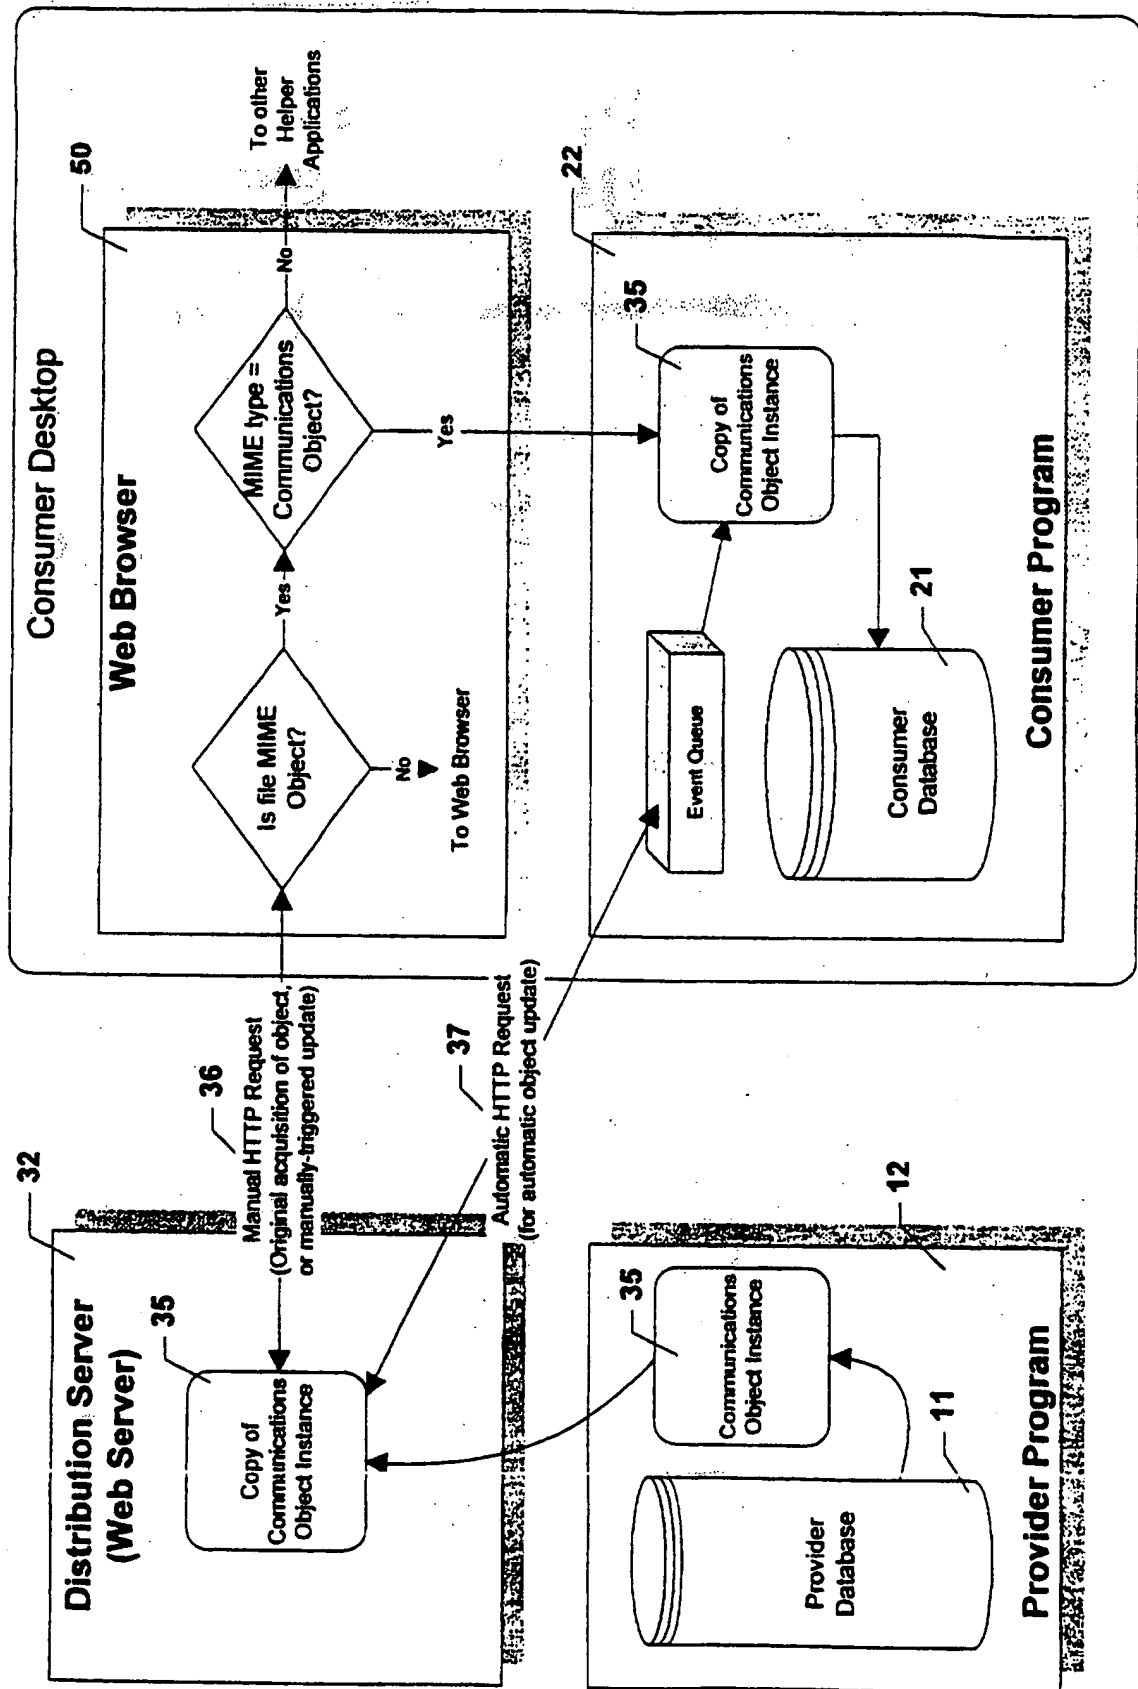 Consumer Desktop
Distribution Server
(Web Server)
32
35
Copy of
Communications
Object Instance
36
Manual HTTP Request
(Original acquisition of object,
or manually-triggered update)
37
Automatic HTTP Request
(for automatic object update)
Web Browser
50
Is file MIME
Object?
Yes
No
To Web Browser
MIME type =
Communications
Object?
No
Yes
To other
Helper
Applications
Provider Program
12
Provider
Database
11
35
Communications
Object Instance
Consumer Program
22
Event Queue
35
Copy of
Communications
Object Instance
Consumer
Database
21